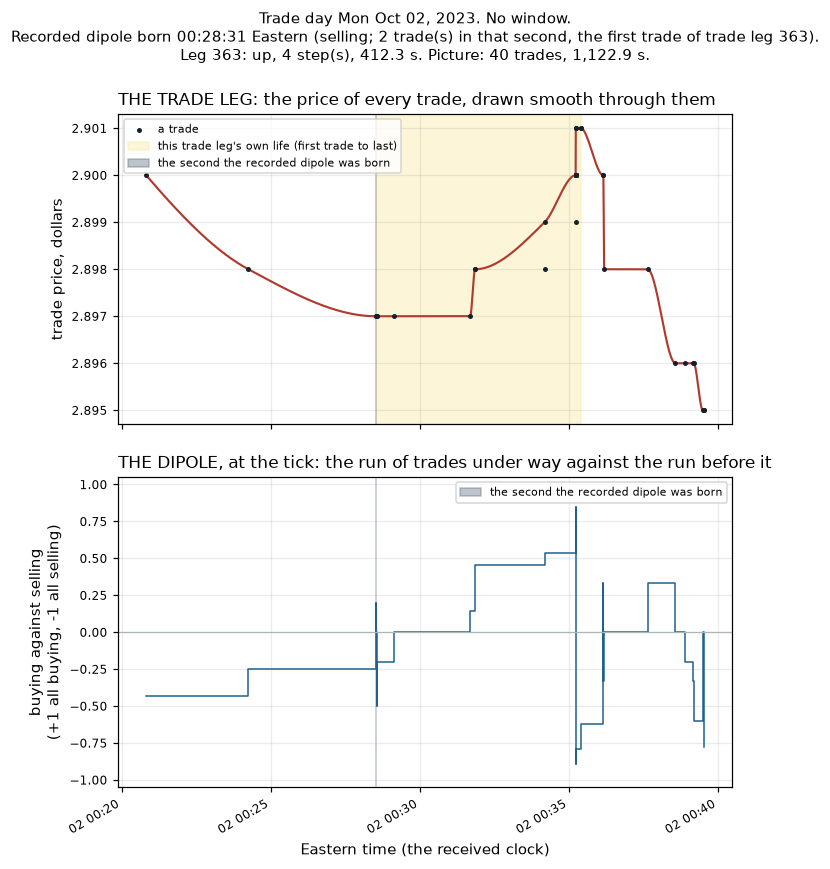 Trade day Mon Oct 02, 2023. No window.
Recorded dipole born 00:28:31 Eastern (selling; 2 trade(s) in that second, the first trade of trade leg 363).
Leg 363: up, 4 step(s), 412.3 s. Picture: 40 trades, 1,122.9 s.
THE TRADE LEG: the price of every trade, drawn smooth through them
a trade
this trade leg's own life (first trade to last)
the second the recorded dipole was born
2.901
2.900
2.899
2.898
2.897
2.896
2.895
trade price, dollars
THE DIPOLE, at the tick: the run of trades under way against the run before it
the second the recorded dipole was born
1.00
0.75
0.50
0.25
0.00
−0.25
−0.50
−0.75
−1.00
buying against selling
(+1 all buying, -1 all selling)
02 00:20
02 00:25
02 00:30
02 00:35
02 00:40
Eastern time (the received clock)